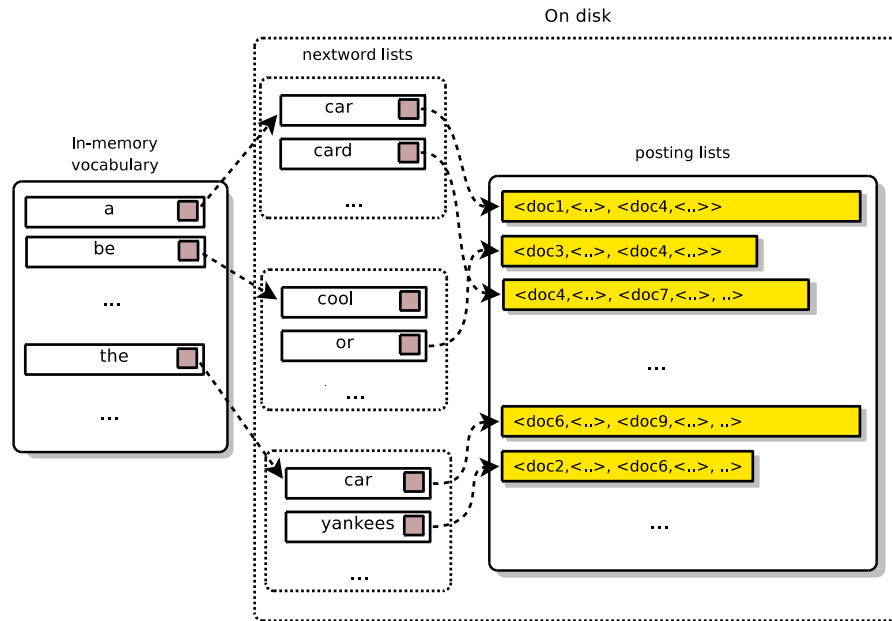 On disk
nextword lists
car
card
...
In-memory
vocabulary
a
be
...
the
...
cool
or
...
car
yankees
...
posting lists
<doc1,<..>, <doc4,<..>>
<doc3,<..>, <doc4,<..>>
<doc4,<..>, <doc7,<..>, ..>
...
<doc6,<..>, <doc9,<..>, ..>
<doc2,<..>, <doc6,<..>, ..>
...